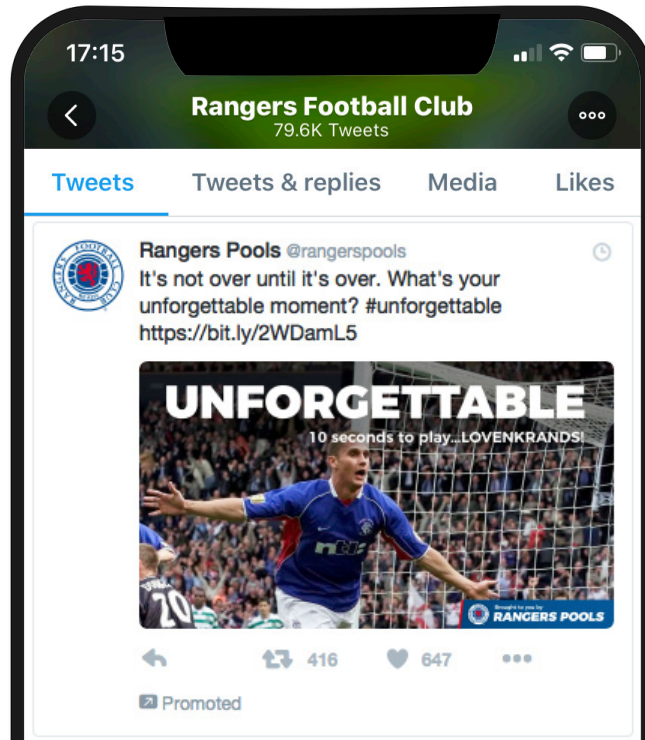 17:15
Rangers Football Club
79.6K Tweets
Tweets Tweets & replies Media Likes
Rangers Pools @rangerspools
It's not over until it's over. What's your
unforgettable moment? #unforgettable
https://bit.ly/2WDamL5
UNFORGETTABLE
10 seconds to play...LOVENKRANDS!
ntl:
20
Brought to you by
RANGERS POOLS
416 647
Promoted